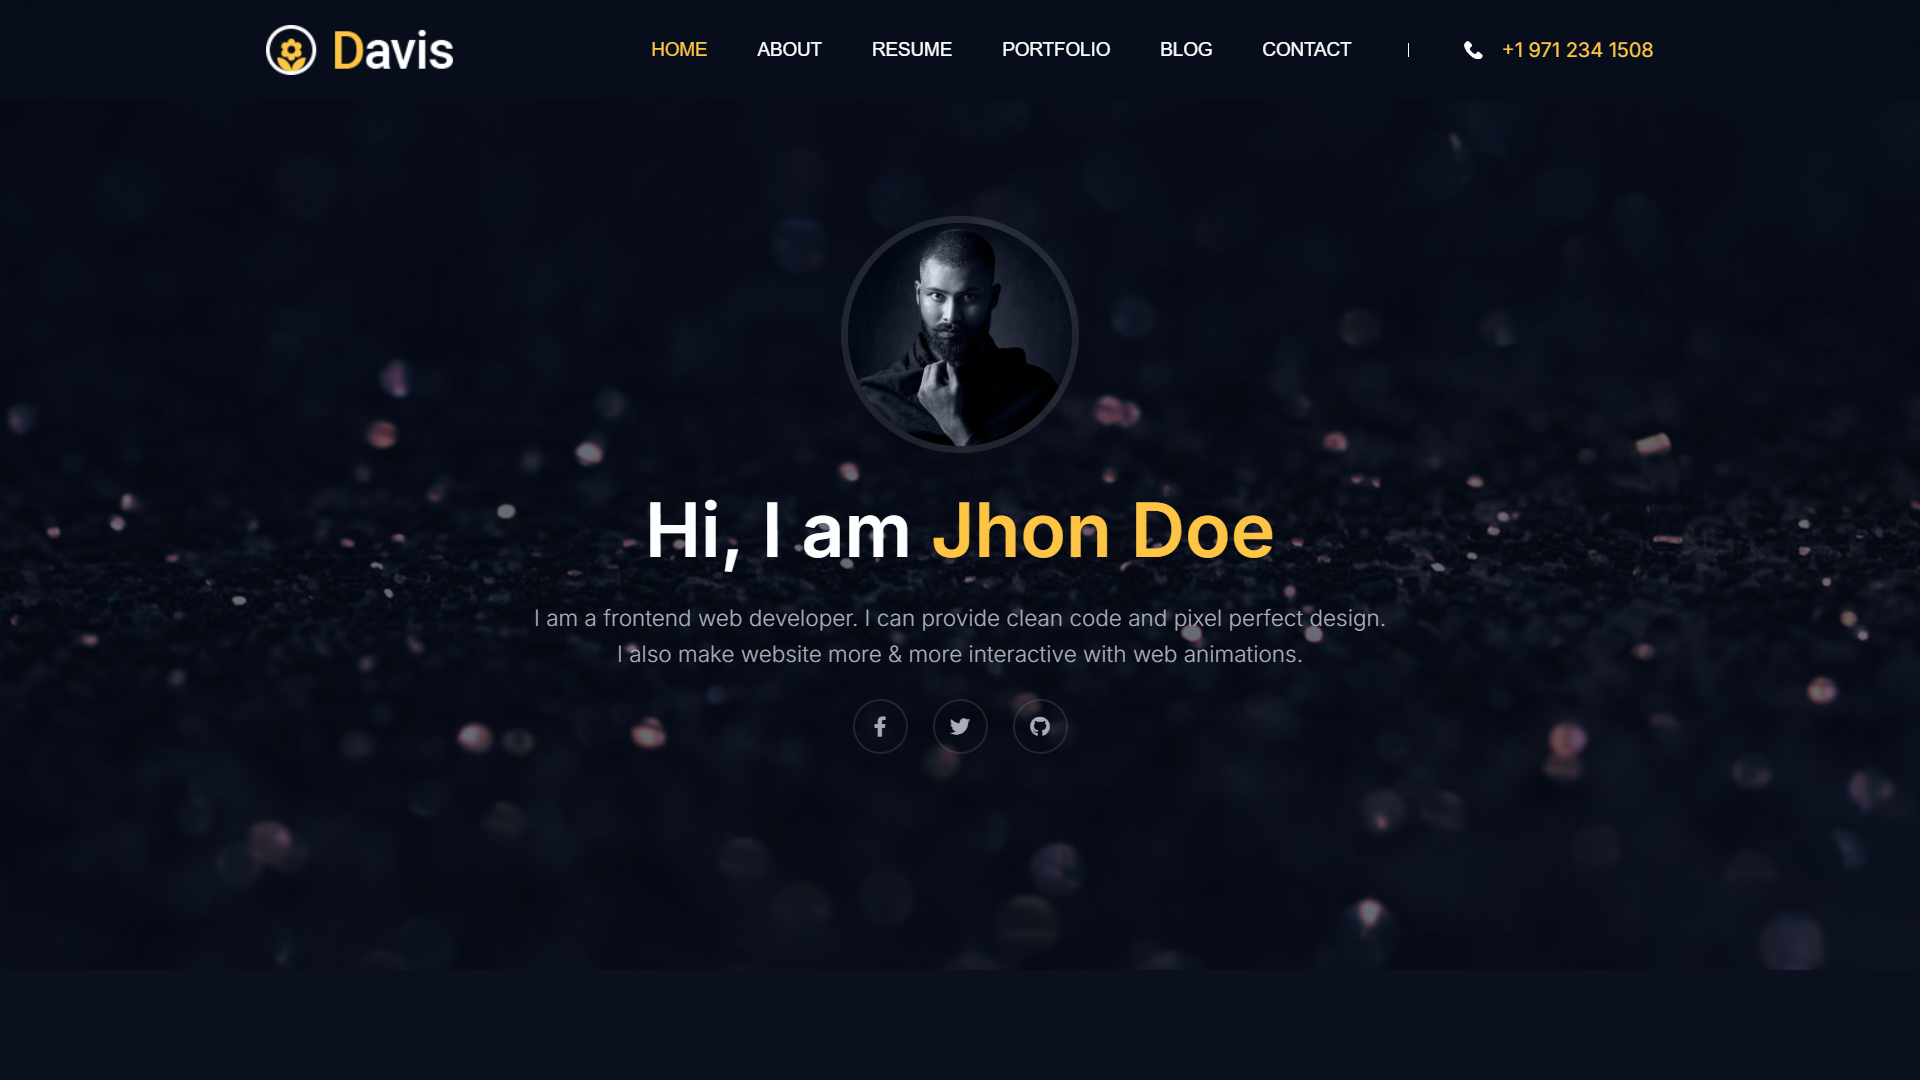 Davis
HOME ABOUT RESUME PORTFOLIO BLOG CONTACT | +1 971 234 1508
Hi, I am Jhon Doe
I am a frontend web developer. I can provide clean code and pixel perfect design.
I also make website more & more interactive with web animations.